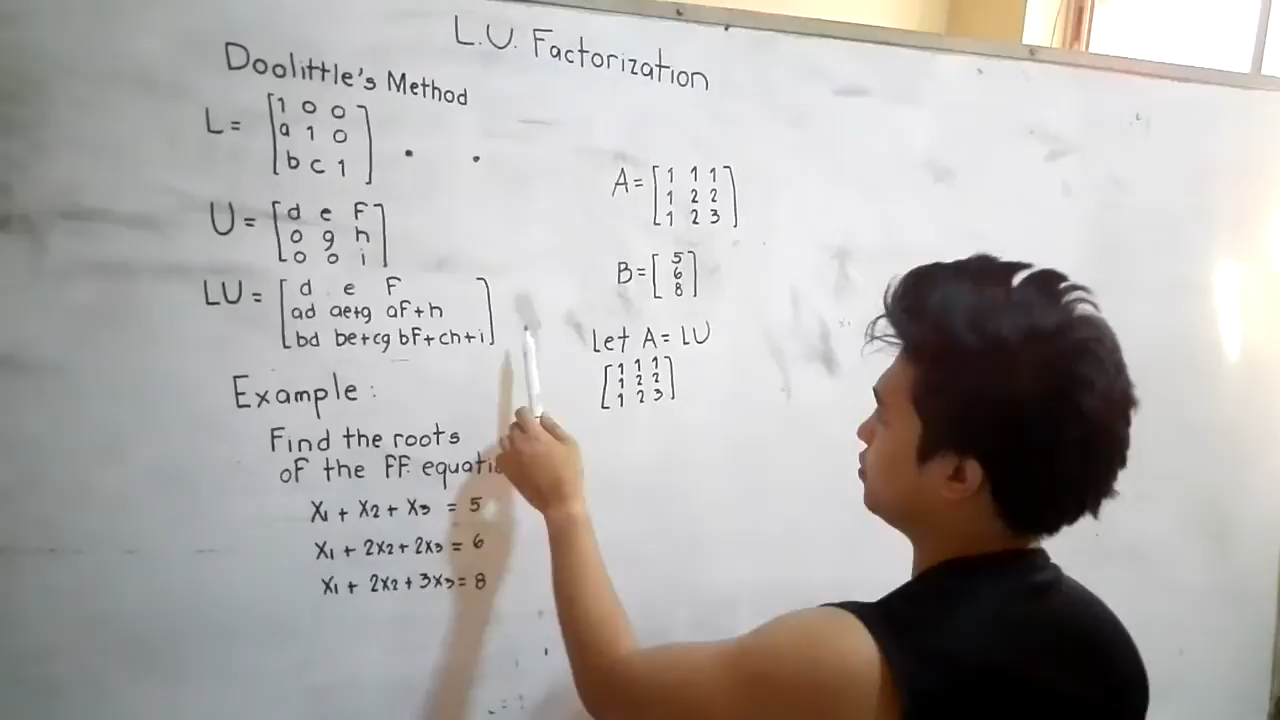 L.U. Factorization
Doolittle's Method
L = [1 0 0
a 1 0
b c 1]
U = [d e F
0 g h
0 0 i]
LU = [d e F
ad ae+g aF+h
bd be+cg bF+ch+i]
Example:
Find the roots
of the FF. equatio
X1 + X2 + X3 = 5
X1 + 2X2 + 2X3 = 6
X1 + 2X2 + 3X3 = 8
A = [1 1 1
1 2 2
1 2 3]
B = [5
6
8]
Let A = LU
[1 1 1
1 2 2
1 2 3]